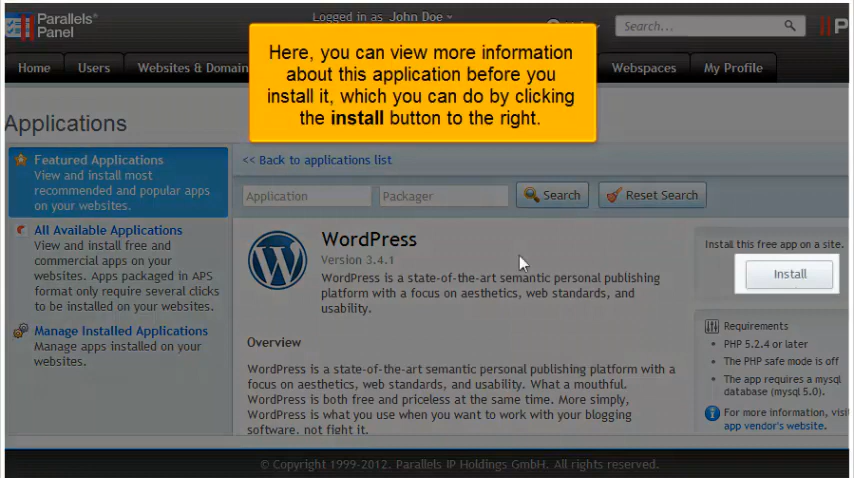 Parallels®
Panel
Logged in as John Doe
Search...
P
Home
Users
Websites & Domain
Webspaces
My Profile
Here, you can view more information
about this application before you
install it, which you can do by clicking
the install button to the right.
Applications
Featured Applications
View and install most
recommended and popular apps
on your websites.
All Available Applications
View and install free and
commercial apps on your
websites. Apps packaged in APS
format only require several clicks
to be installed on your websites.
Manage Installed Applications
Manage apps installed on your
websites.
<< Back to applications list
Application
Packager
Search
Reset Search
WordPress
Version 3.4.1
WordPress is a state-of-the-art semantic personal publishing
platform with a focus on aesthetics, web standards, and
usability.
Overview
WordPress is a state-of-the-art semantic personal publishing platform with a
focus on aesthetics, web standards, and usability. What a mouthful.
WordPress is both free and priceless at the same time. More simply,
WordPress is what you use when you want to work with your blogging
software, not fight it.
Install this free app on a site.
Install
Requirements
• PHP 5.2.4 or later
• The PHP safe mode is off
• The app requires a mysql
database (mysql 5.0).
For more information, visi
app vendor's website.
© Copyright 1999-2012. Parallels IP Holdings GmbH. All rights reserved.